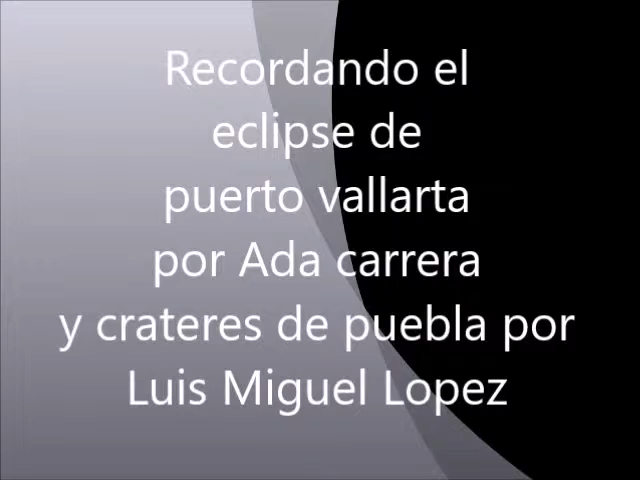 Recordando el
eclipse de
puerto vallarta
por Ada carrera
y crateres de puebla por
Luis Miguel Lopez